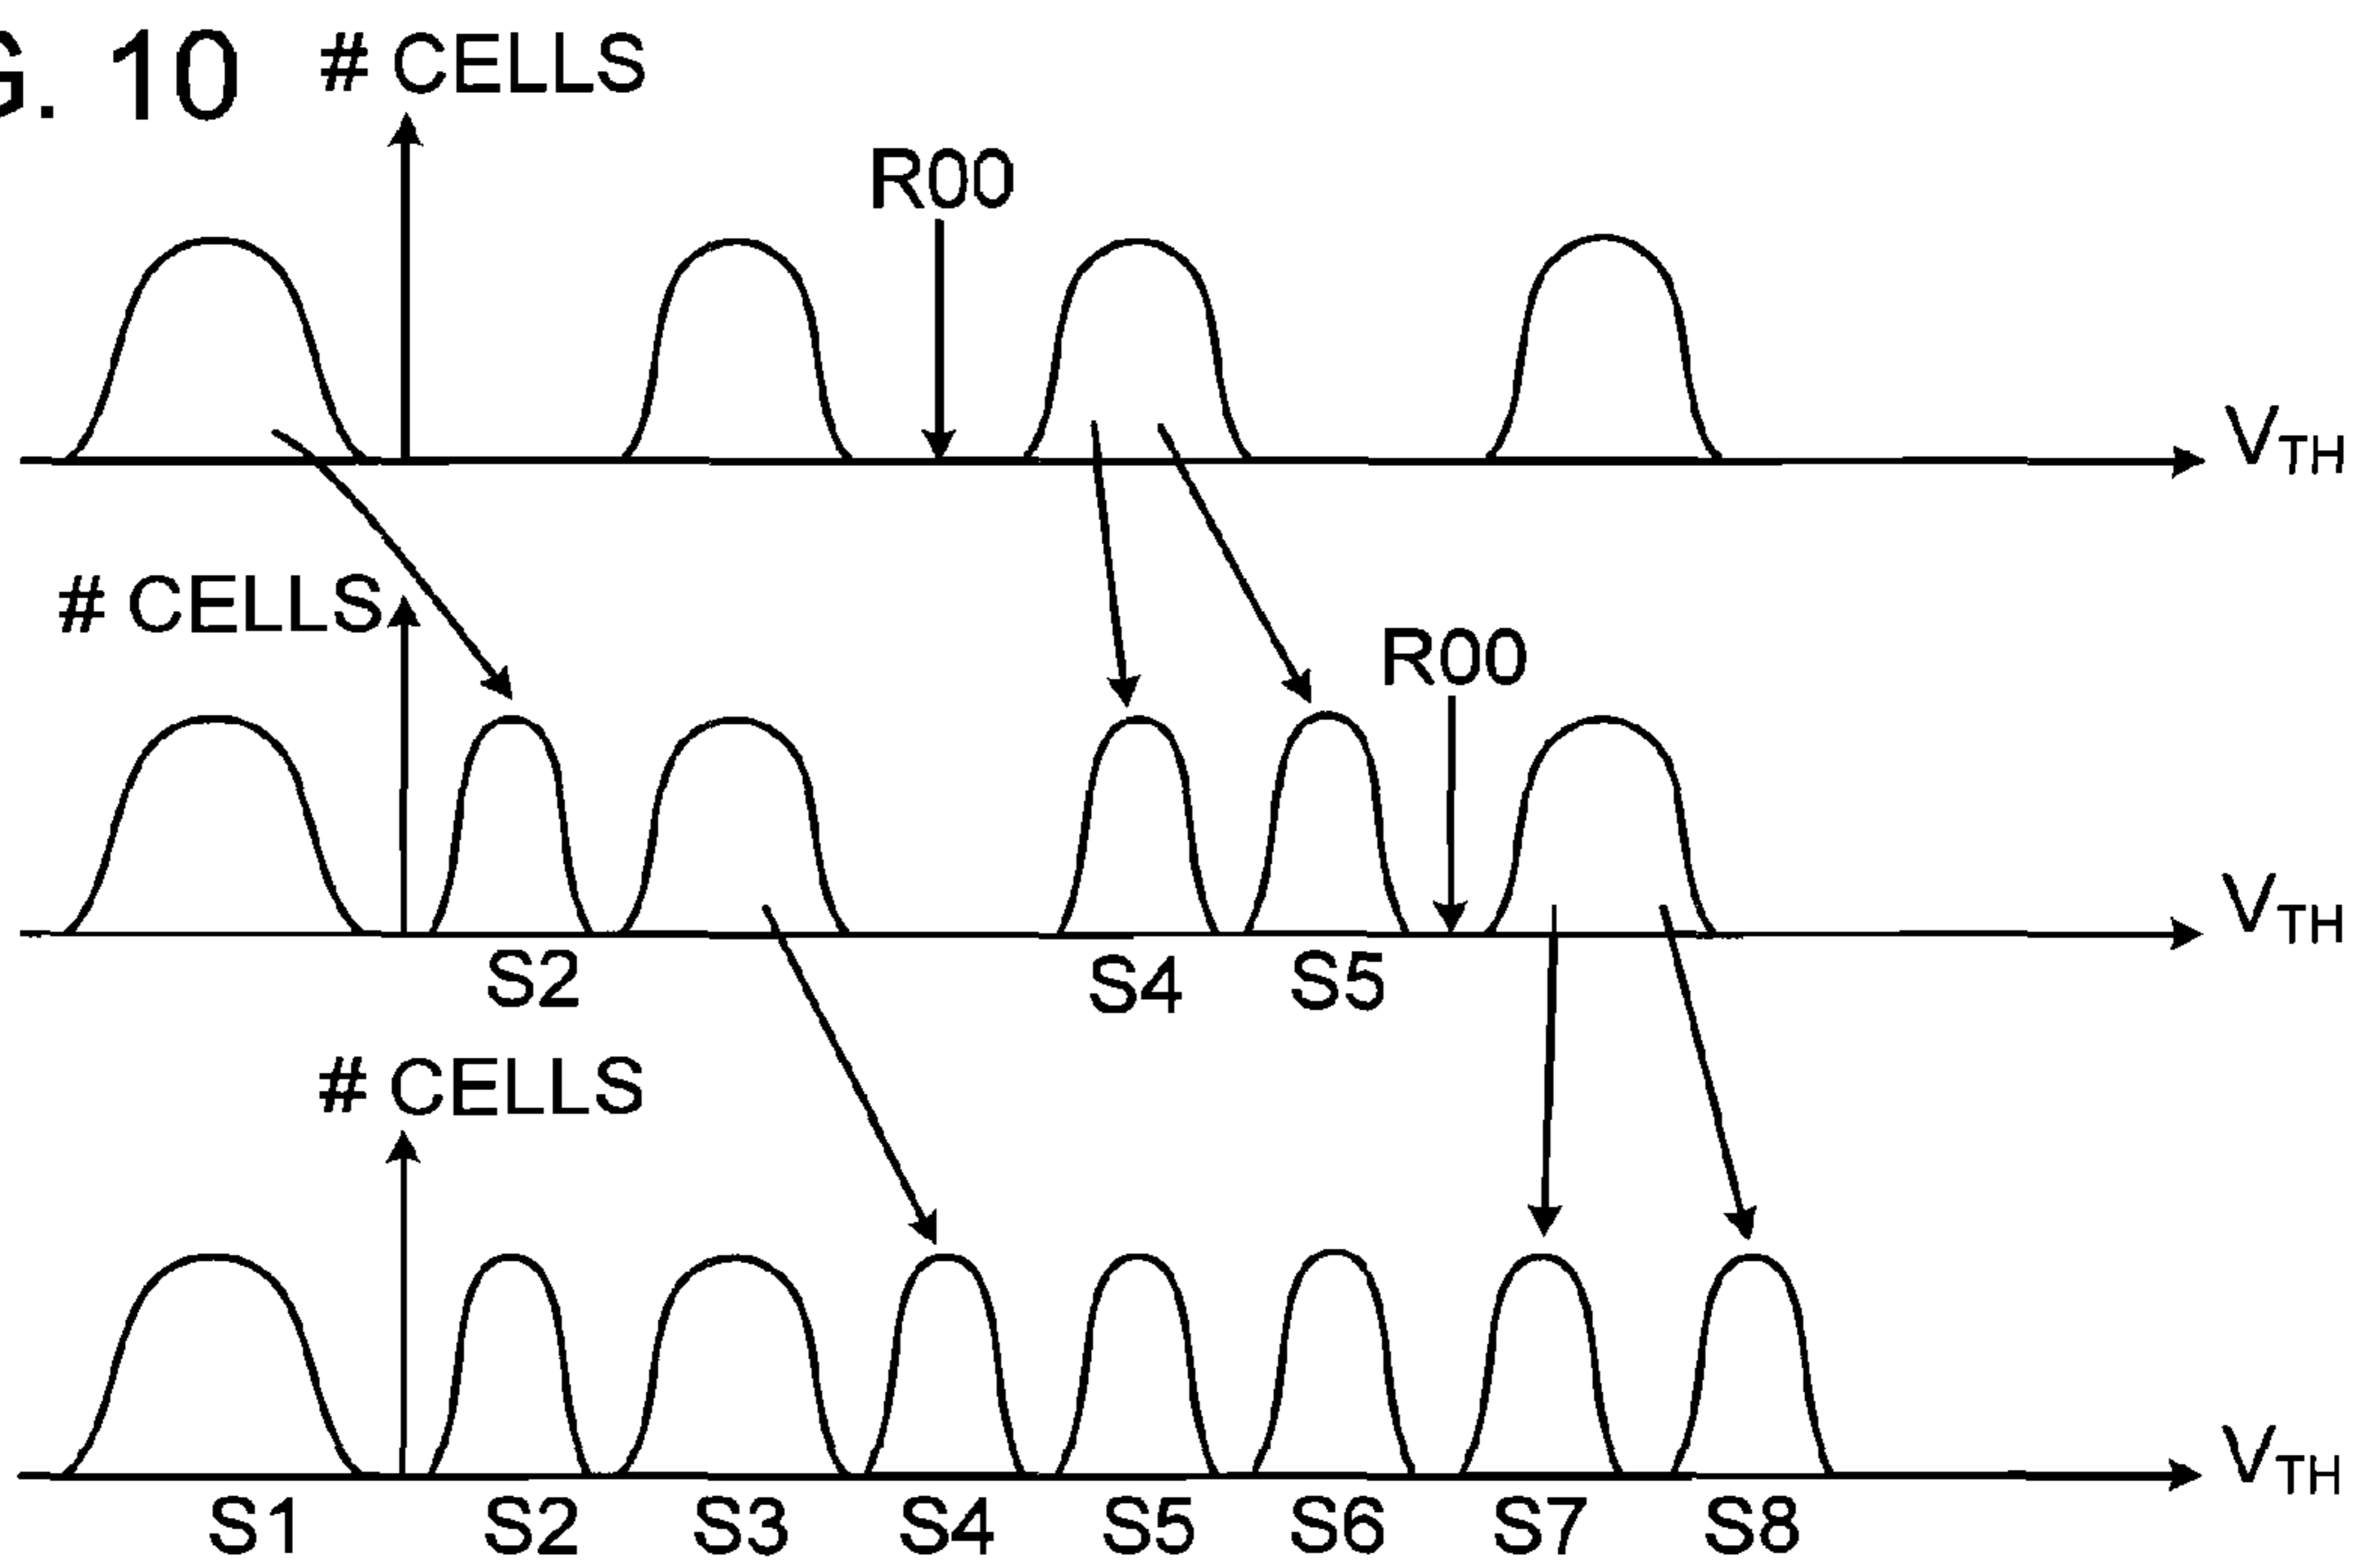 G. 10
# CELLS
R00
V_TH
# CELLS
R00
V_TH
S2 S4 S5
# CELLS
V_TH
S1 S2 S3 S4 S5 S6 S7 S8